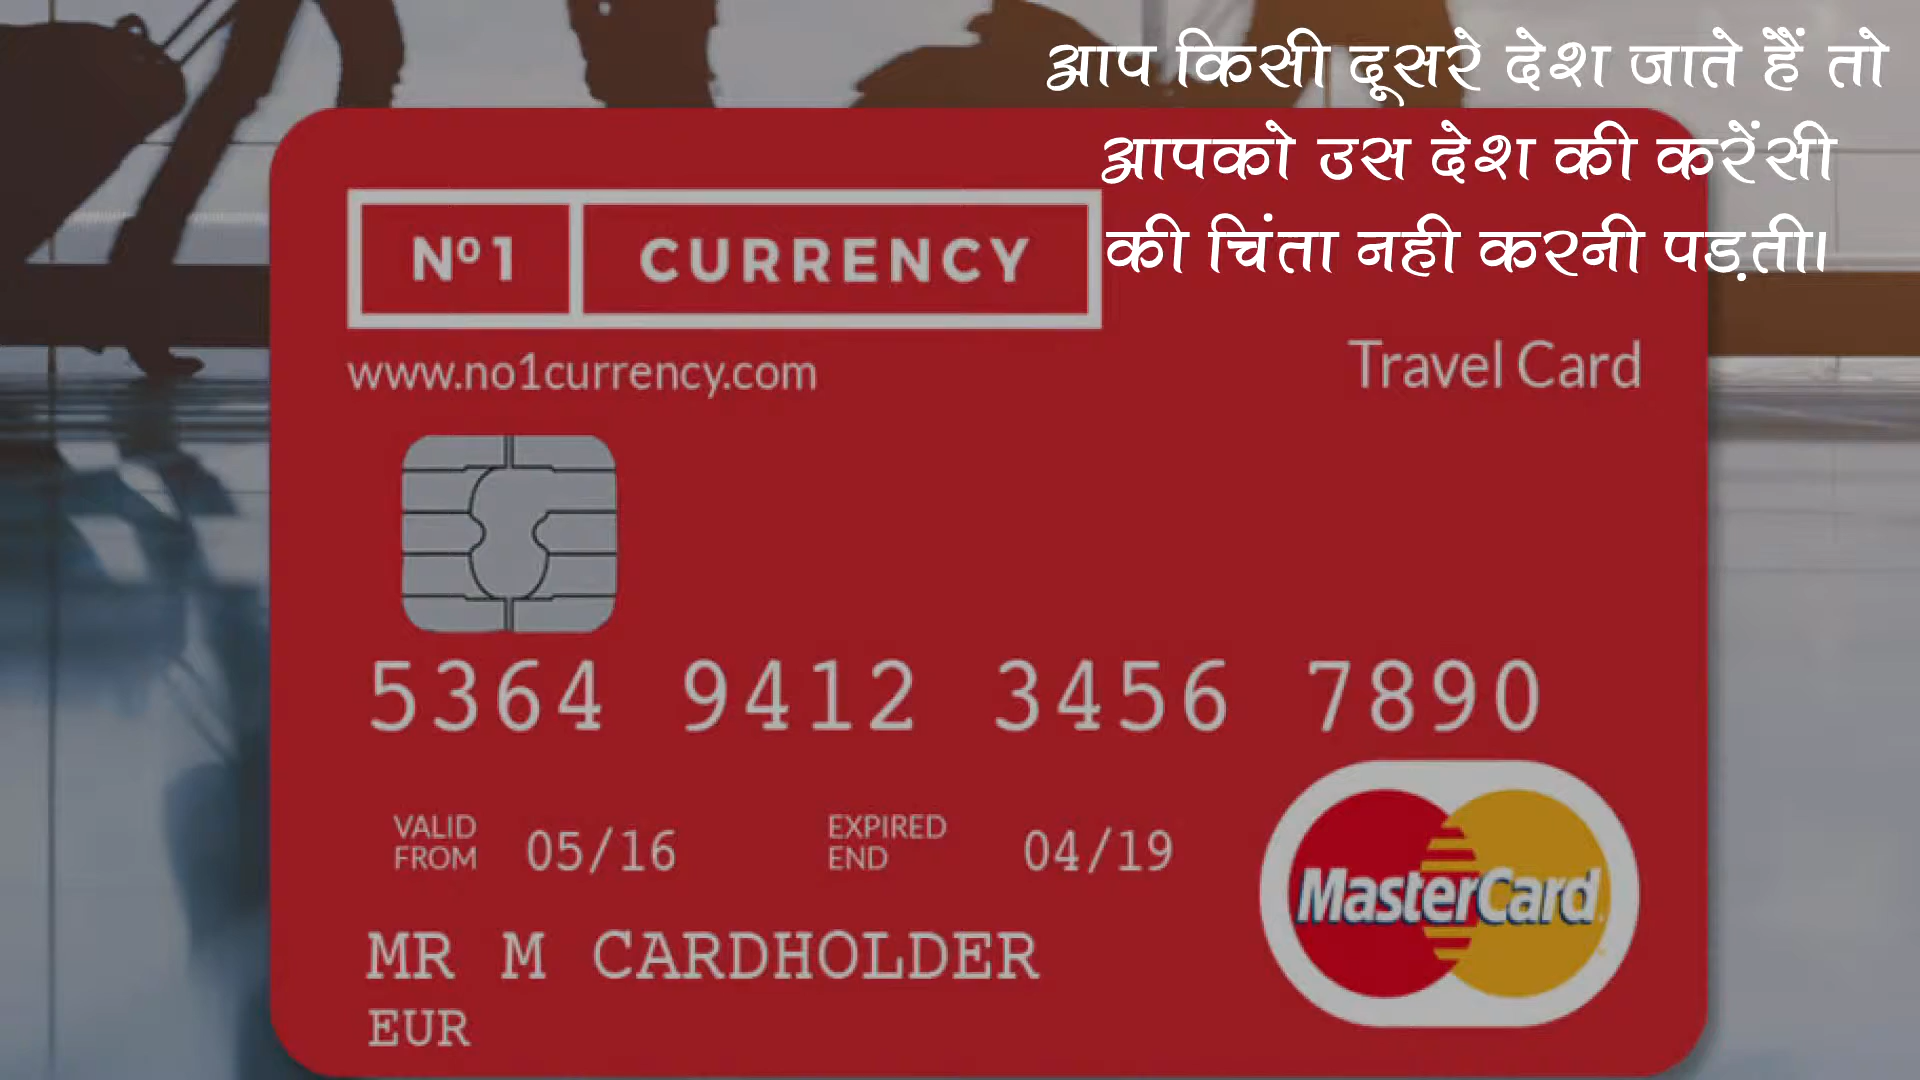 आप किसी दूसरे देश जाते हैं तो
आपको उस देश की करेंसी
की चिंता नही करनी पड़ती।
Nº1 CURRENCY
www.no1currency.com
Travel Card
5364 9412 3456 7890
VALID FROM 05/16 EXPIRED END 04/19
MasterCard
MR M CARDHOLDER
EUR